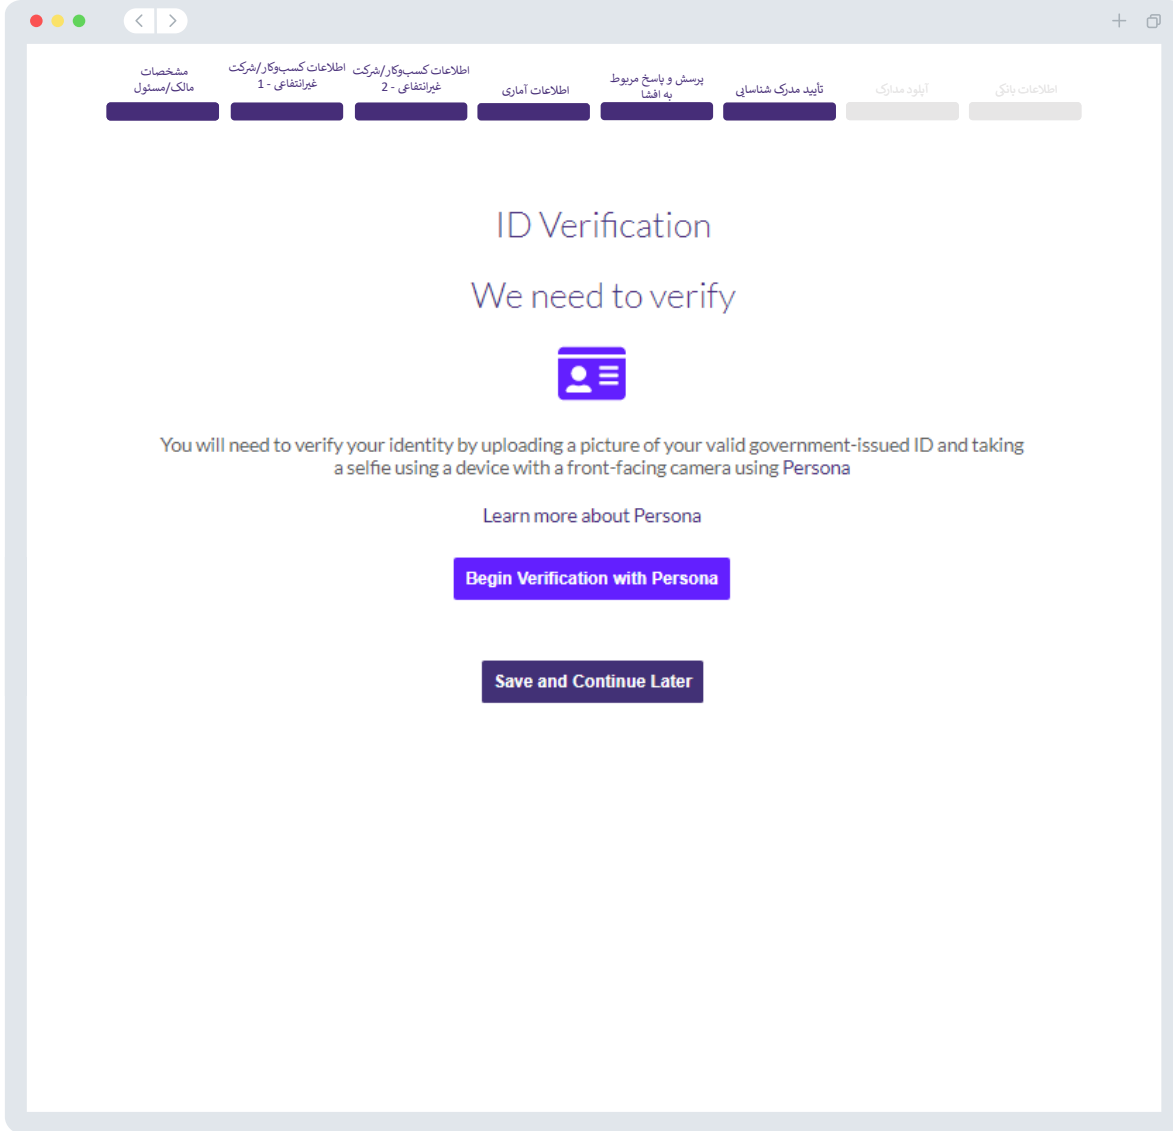 مشخصات
مالک/مسئول
اطلاعات کسب‌وکار/شرکت
غیرانتفاعی - 1
اطلاعات کسب‌وکار/شرکت
غیرانتفاعی - 2
اطلاعات آماری
پرسش و پاسخ مربوط
به افشا
تأیید مدرک شناسایی
آپلود مدارک
اطلاعات بانکی
ID Verification
We need to verify
You will need to verify your identity by uploading a picture of your valid government-issued ID and taking
a selfie using a device with a front-facing camera using Persona
Learn more about Persona
Begin Verification with Persona
Save and Continue Later